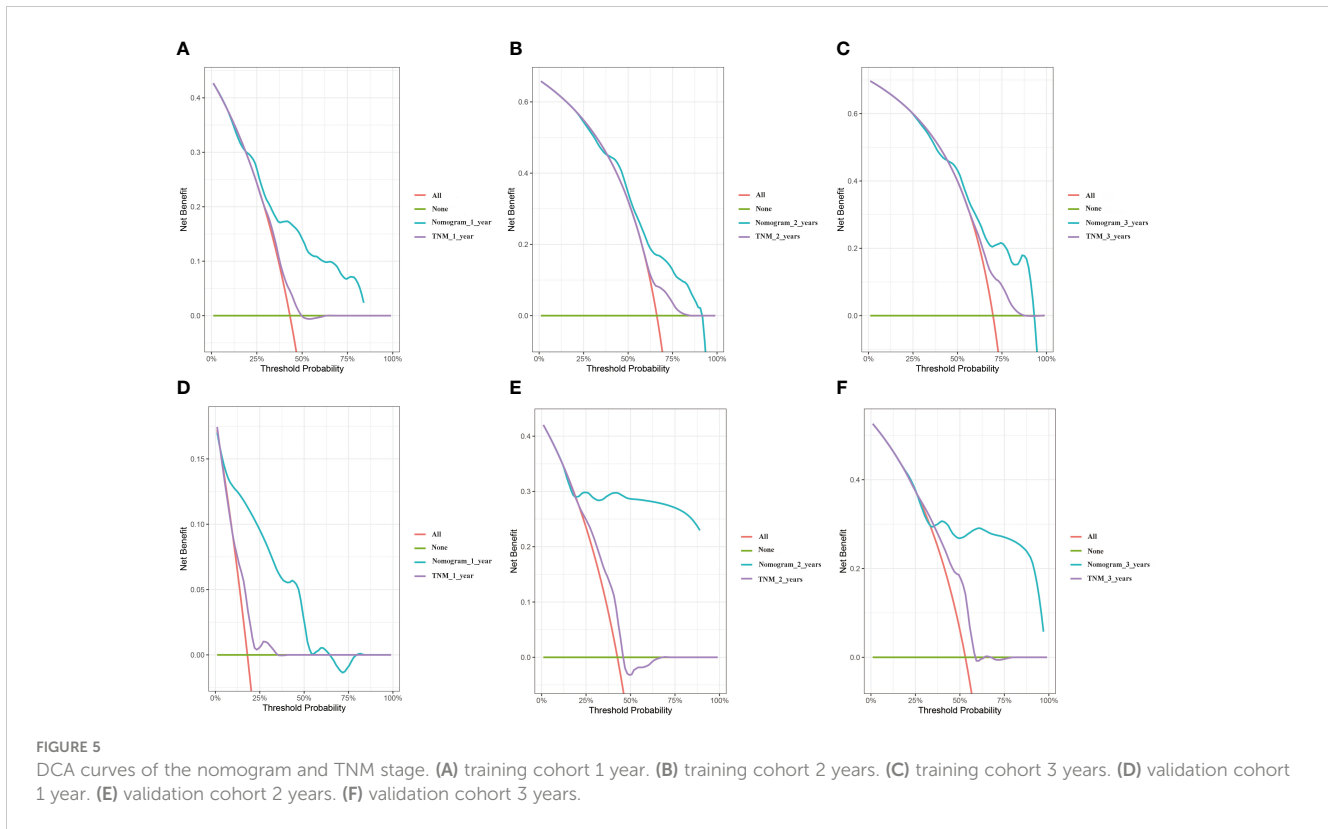 A
Net Benefit
0.4
0.3
0.2
0.1
0.0
0%
25%
50%
75%
100%
Threshold Probability
All
None
Nomogram_1_year
TNM_1_year
B
Net Benefit
0.6
0.4
0.2
0.0
0%
25%
50%
75%
100%
Threshold Probability
All
None
Nomogram_2_years
TNM_2_years
C
Net Benefit
0.6
0.4
0.2
0.0
0%
25%
50%
75%
100%
Threshold Probability
All
None
Nomogram_3_years
TNM_3_years
D
Net Benefit
0.15
0.10
0.05
0.00
0%
25%
50%
75%
100%
Threshold Probability
All
None
Nomogram_1_year
TNM_1_year
E
Net Benefit
0.4
0.3
0.2
0.1
0.0
0%
25%
50%
75%
100%
Threshold Probability
All
None
Nomogram_2_years
TNM_2_years
F
Net Benefit
0.4
0.2
0.0
0%
25%
50%
75%
100%
Threshold Probability
All
None
Nomogram_3_years
TNM_3_years
FIGURE 5
DCA curves of the nomogram and TNM stage. (A) training cohort 1 year. (B) training cohort 2 years. (C) training cohort 3 years. (D) validation cohort
1 year. (E) validation cohort 2 years. (F) validation cohort 3 years.